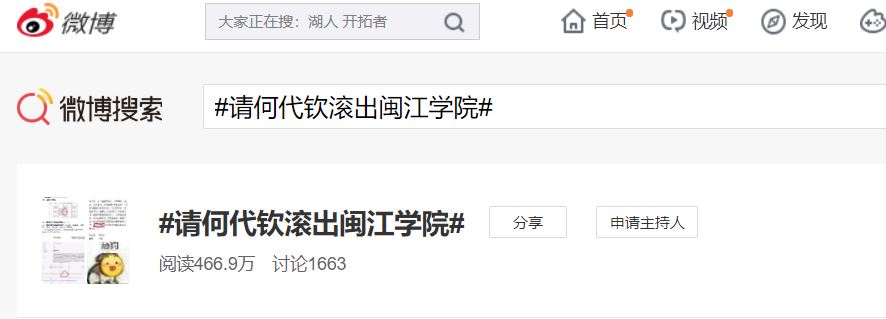 微博
大家正在搜：湖人 开拓者
首页
视频
发现
微博搜索
#请何代钦滚出闽江学院#
#请何代钦滚出闽江学院#
分享
申请主持人
阅读466.9万 讨论1663